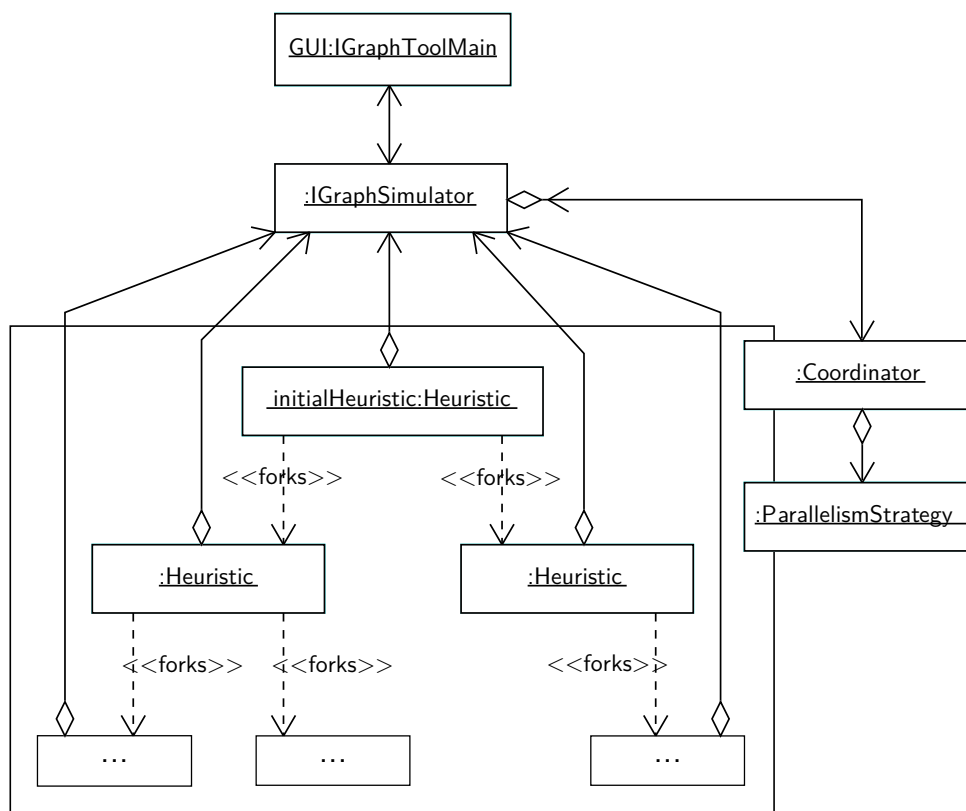 GUI:IGraphToolMain
:IGraphSimulator
:Coordinator
initialHeuristic:Heuristic
<<forks>> <<forks>>
:ParallelismStrategy
:Heuristic :Heuristic
<<forks>> <<forks>> <<forks>>
... ... ...